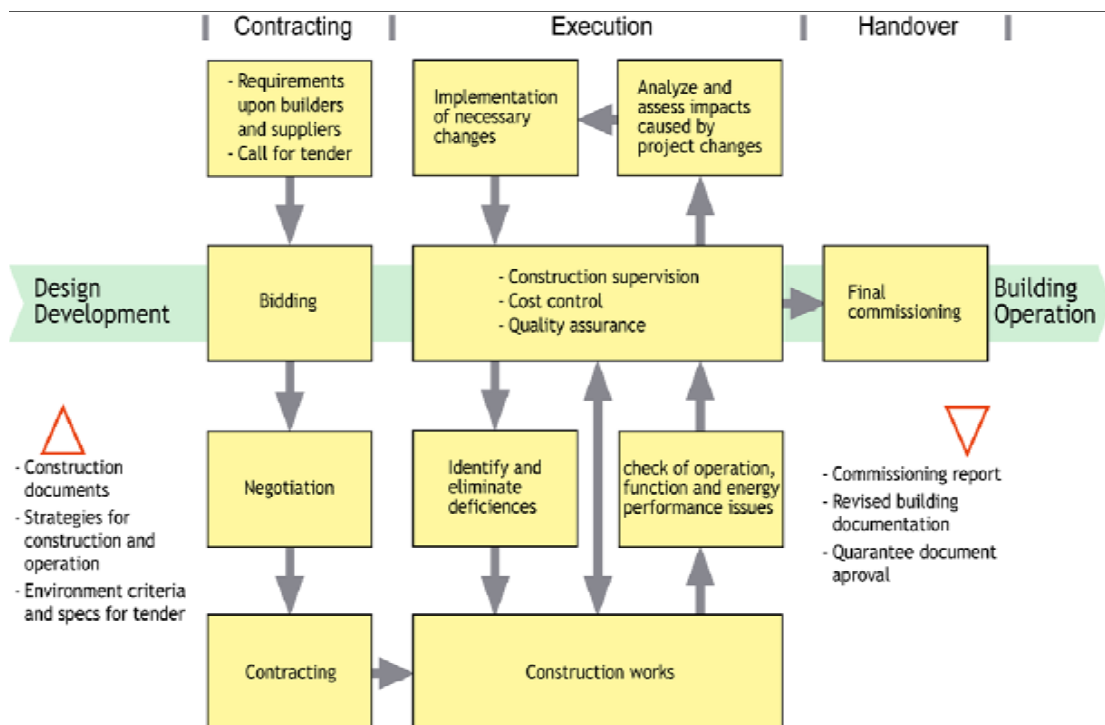 Contracting
Execution
Handover
- Requirements
upon builders
and suppliers
- Call for tender
Implementation
of necessary
changes
Analyze and
assess impacts
caused by
project changes
Design
Development
Bidding
- Construction supervision
- Cost control
- Quality assurance
Final
commissioning
Building
Operation
- Construction
documents
- Strategies for
construction and
operation
- Environment criteria
and specs for tender
Negotiation
Identify and
eliminate
deficiences
check of operation,
function and energy
performance issues
- Commissioning report
- Revised building
documentation
- Quarantee document
aproval
Contracting
Construction works